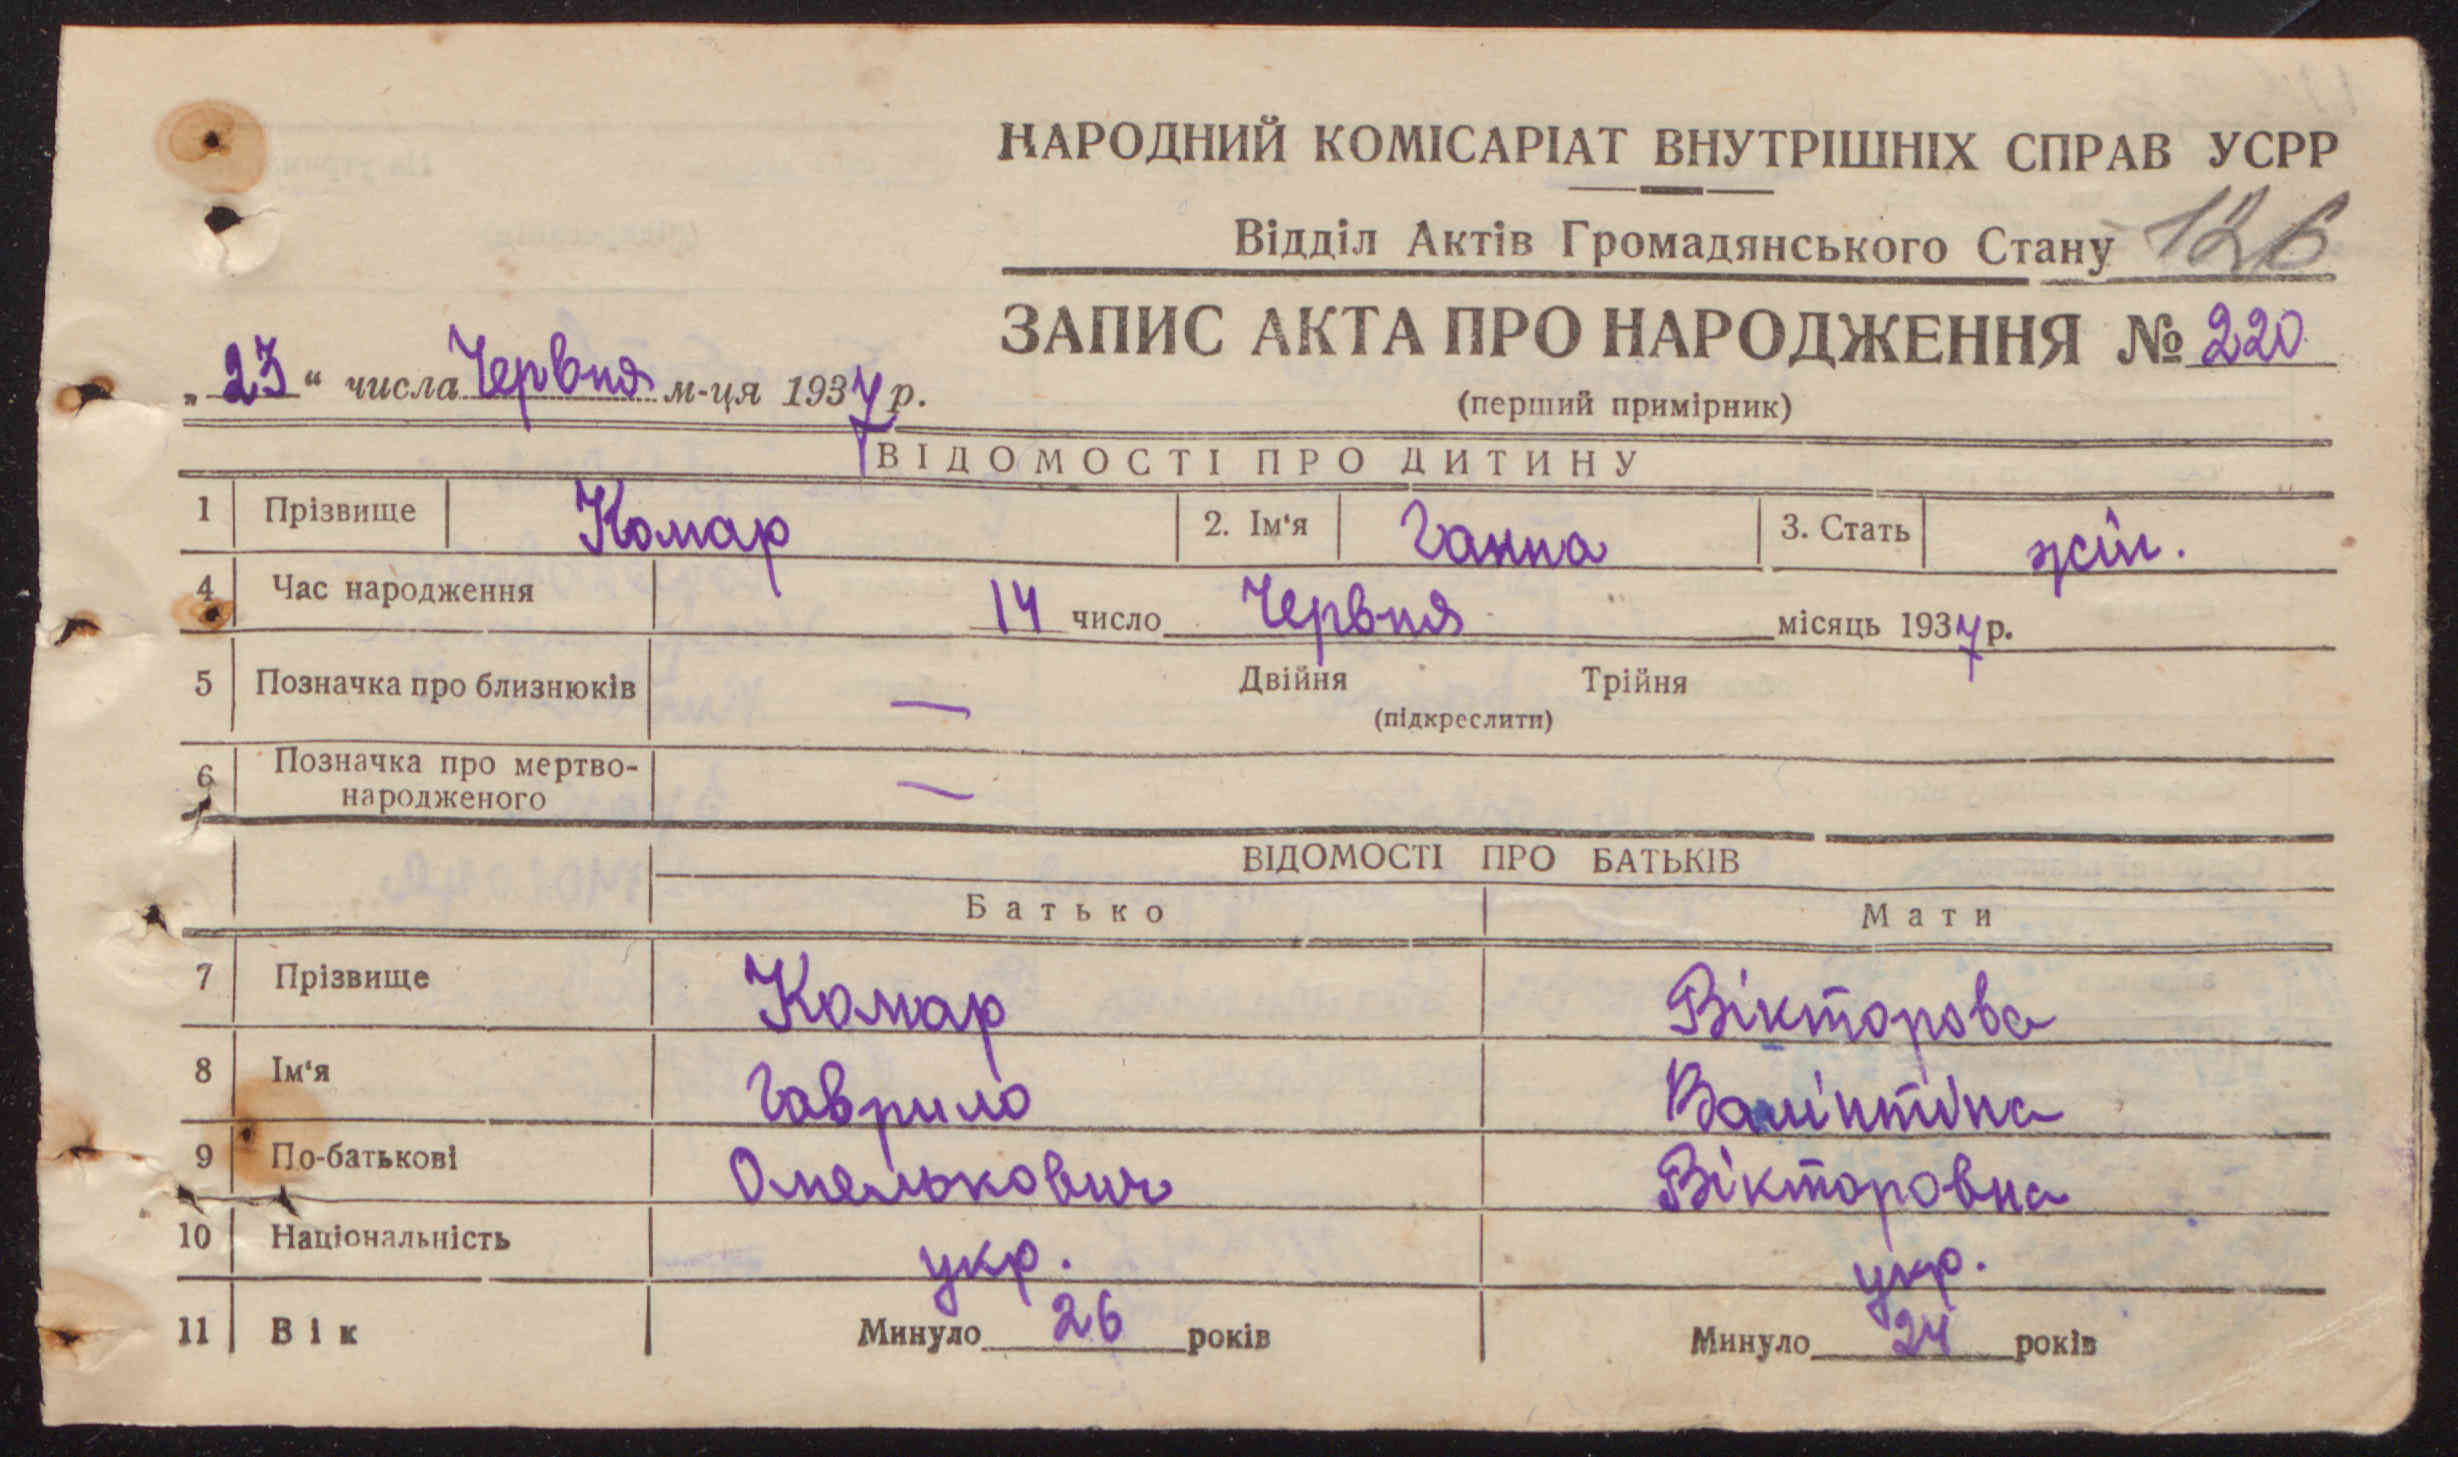 НАРОДНИЙ КОМІСАРІАТ ВНУТРІШНІХ СПРАВ УСРР
Відділ Актів Громадянського Стану 126
ЗАПИС АКТА ПРО НАРОДЖЕННЯ № 220
„23“ числа Червня м-ця 1937 р.
(перший примірник)
ВІДОМОСТІ ПРО ДИТИНУ
1 Прізвище Комар 2. Ім‘я Ганна 3. Стать жін.
4 Час народження 14 число Червня місяць 1937 р.
5 Позначка про близнюків — Двійня Трійня
(підкреслити)
6 Позначка про мертво-
народженого —
ВІДОМОСТІ ПРО БАТЬКІВ
Батько Мати
7 Прізвище Комар Вікторова
8 Ім‘я Гаврило Валінтіна
9 По-батькові Омелькович Вікторовна
10 Національність укр. укр.
11 Вік Минуло 26 років Минуло 24 років